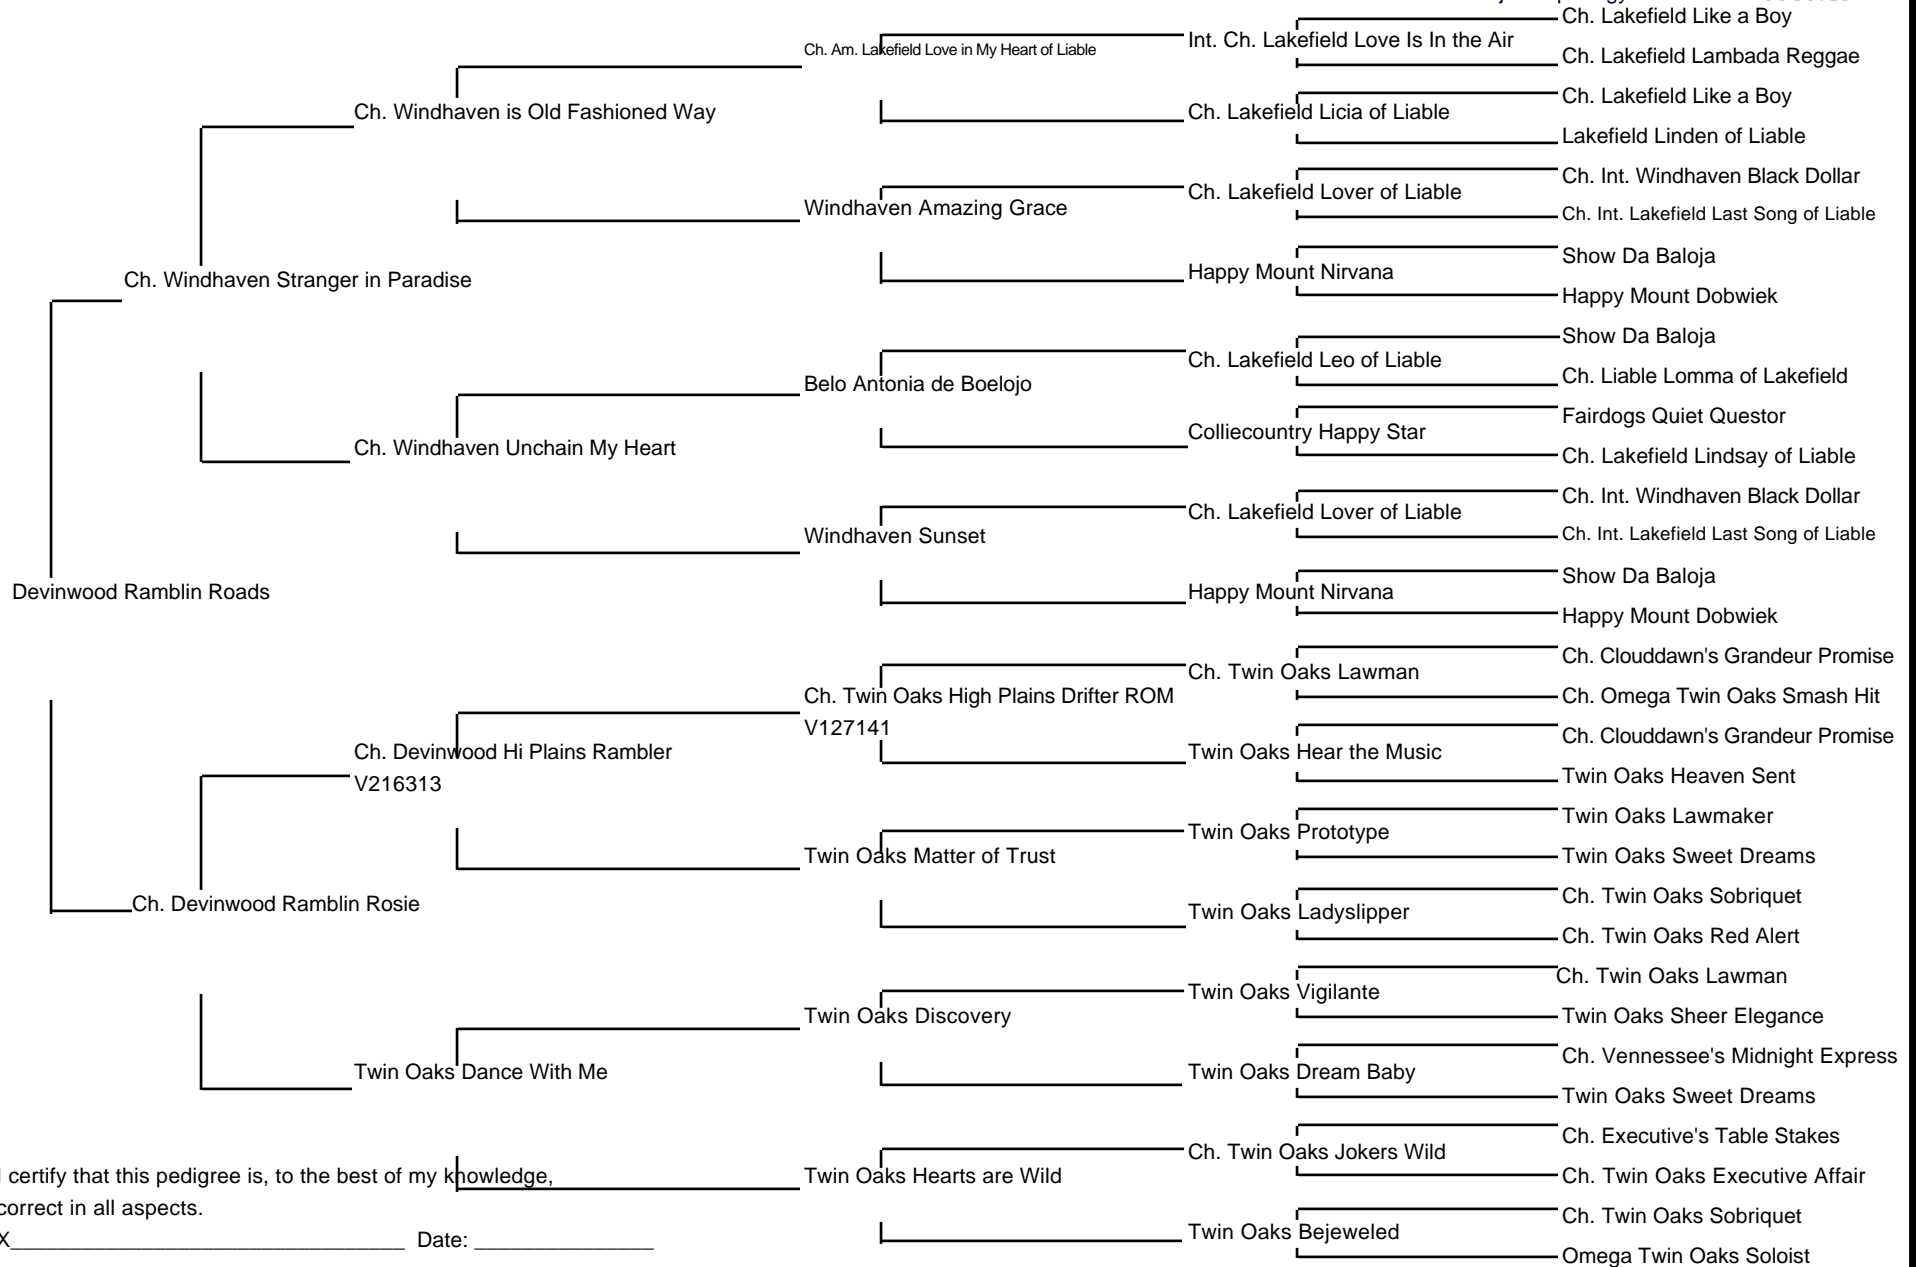 Ch. Lakefield Like a Boy
Ch. Am. Lakefield Love in My Heart of Liable
Int. Ch. Lakefield Love Is In the Air
Ch. Lakefield Lambada Reggae
Ch. Lakefield Like a Boy
Ch. Windhaven is Old Fashioned Way
Ch. Lakefield Licia of Liable
Lakefield Linden of Liable
Ch. Int. Windhaven Black Dollar
Ch. Lakefield Lover of Liable
Windhaven Amazing Grace
Ch. Int. Lakefield Last Song of Liable
Show Da Baloja
Happy Mount Nirvana
Ch. Windhaven Stranger in Paradise
Happy Mount Dobwiek
Show Da Baloja
Ch. Lakefield Leo of Liable
Belo Antonia de Boelojo
Ch. Liable Lomma of Lakefield
Fairdogs Quiet Questor
Colliecountry Happy Star
Ch. Windhaven Unchain My Heart
Ch. Lakefield Lindsay of Liable
Ch. Int. Windhaven Black Dollar
Ch. Lakefield Lover of Liable
Windhaven Sunset
Ch. Int. Lakefield Last Song of Liable
Show Da Baloja
Devinwood Ramblin Roads
Happy Mount Nirvana
Happy Mount Dobwiek
Ch. Clouddawn's Grandeur Promise
Ch. Twin Oaks Lawman
Ch. Twin Oaks High Plains Drifter ROM
Ch. Omega Twin Oaks Smash Hit
V127141
Ch. Clouddawn's Grandeur Promise
Ch. Devinwood Hi Plains Rambler
Twin Oaks Hear the Music
V216313
Twin Oaks Heaven Sent
Twin Oaks Lawmaker
Twin Oaks Prototype
Twin Oaks Matter of Trust
Twin Oaks Sweet Dreams
Ch. Twin Oaks Sobriquet
Ch. Devinwood Ramblin Rosie
Twin Oaks Ladyslipper
Ch. Twin Oaks Red Alert
Ch. Twin Oaks Lawman
Twin Oaks Vigilante
Twin Oaks Discovery
Twin Oaks Sheer Elegance
Ch. Vennessee's Midnight Express
Twin Oaks Dance With Me
Twin Oaks Dream Baby
Twin Oaks Sweet Dreams
Ch. Executive's Table Stakes
Ch. Twin Oaks Jokers Wild
I certify that this pedigree is, to the best of my knowledge,
Twin Oaks Hearts are Wild
Ch. Twin Oaks Executive Affair
correct in all aspects.
Ch. Twin Oaks Sobriquet
X_________________________________ Date: _______________
Twin Oaks Bejeweled
Omega Twin Oaks Soloist